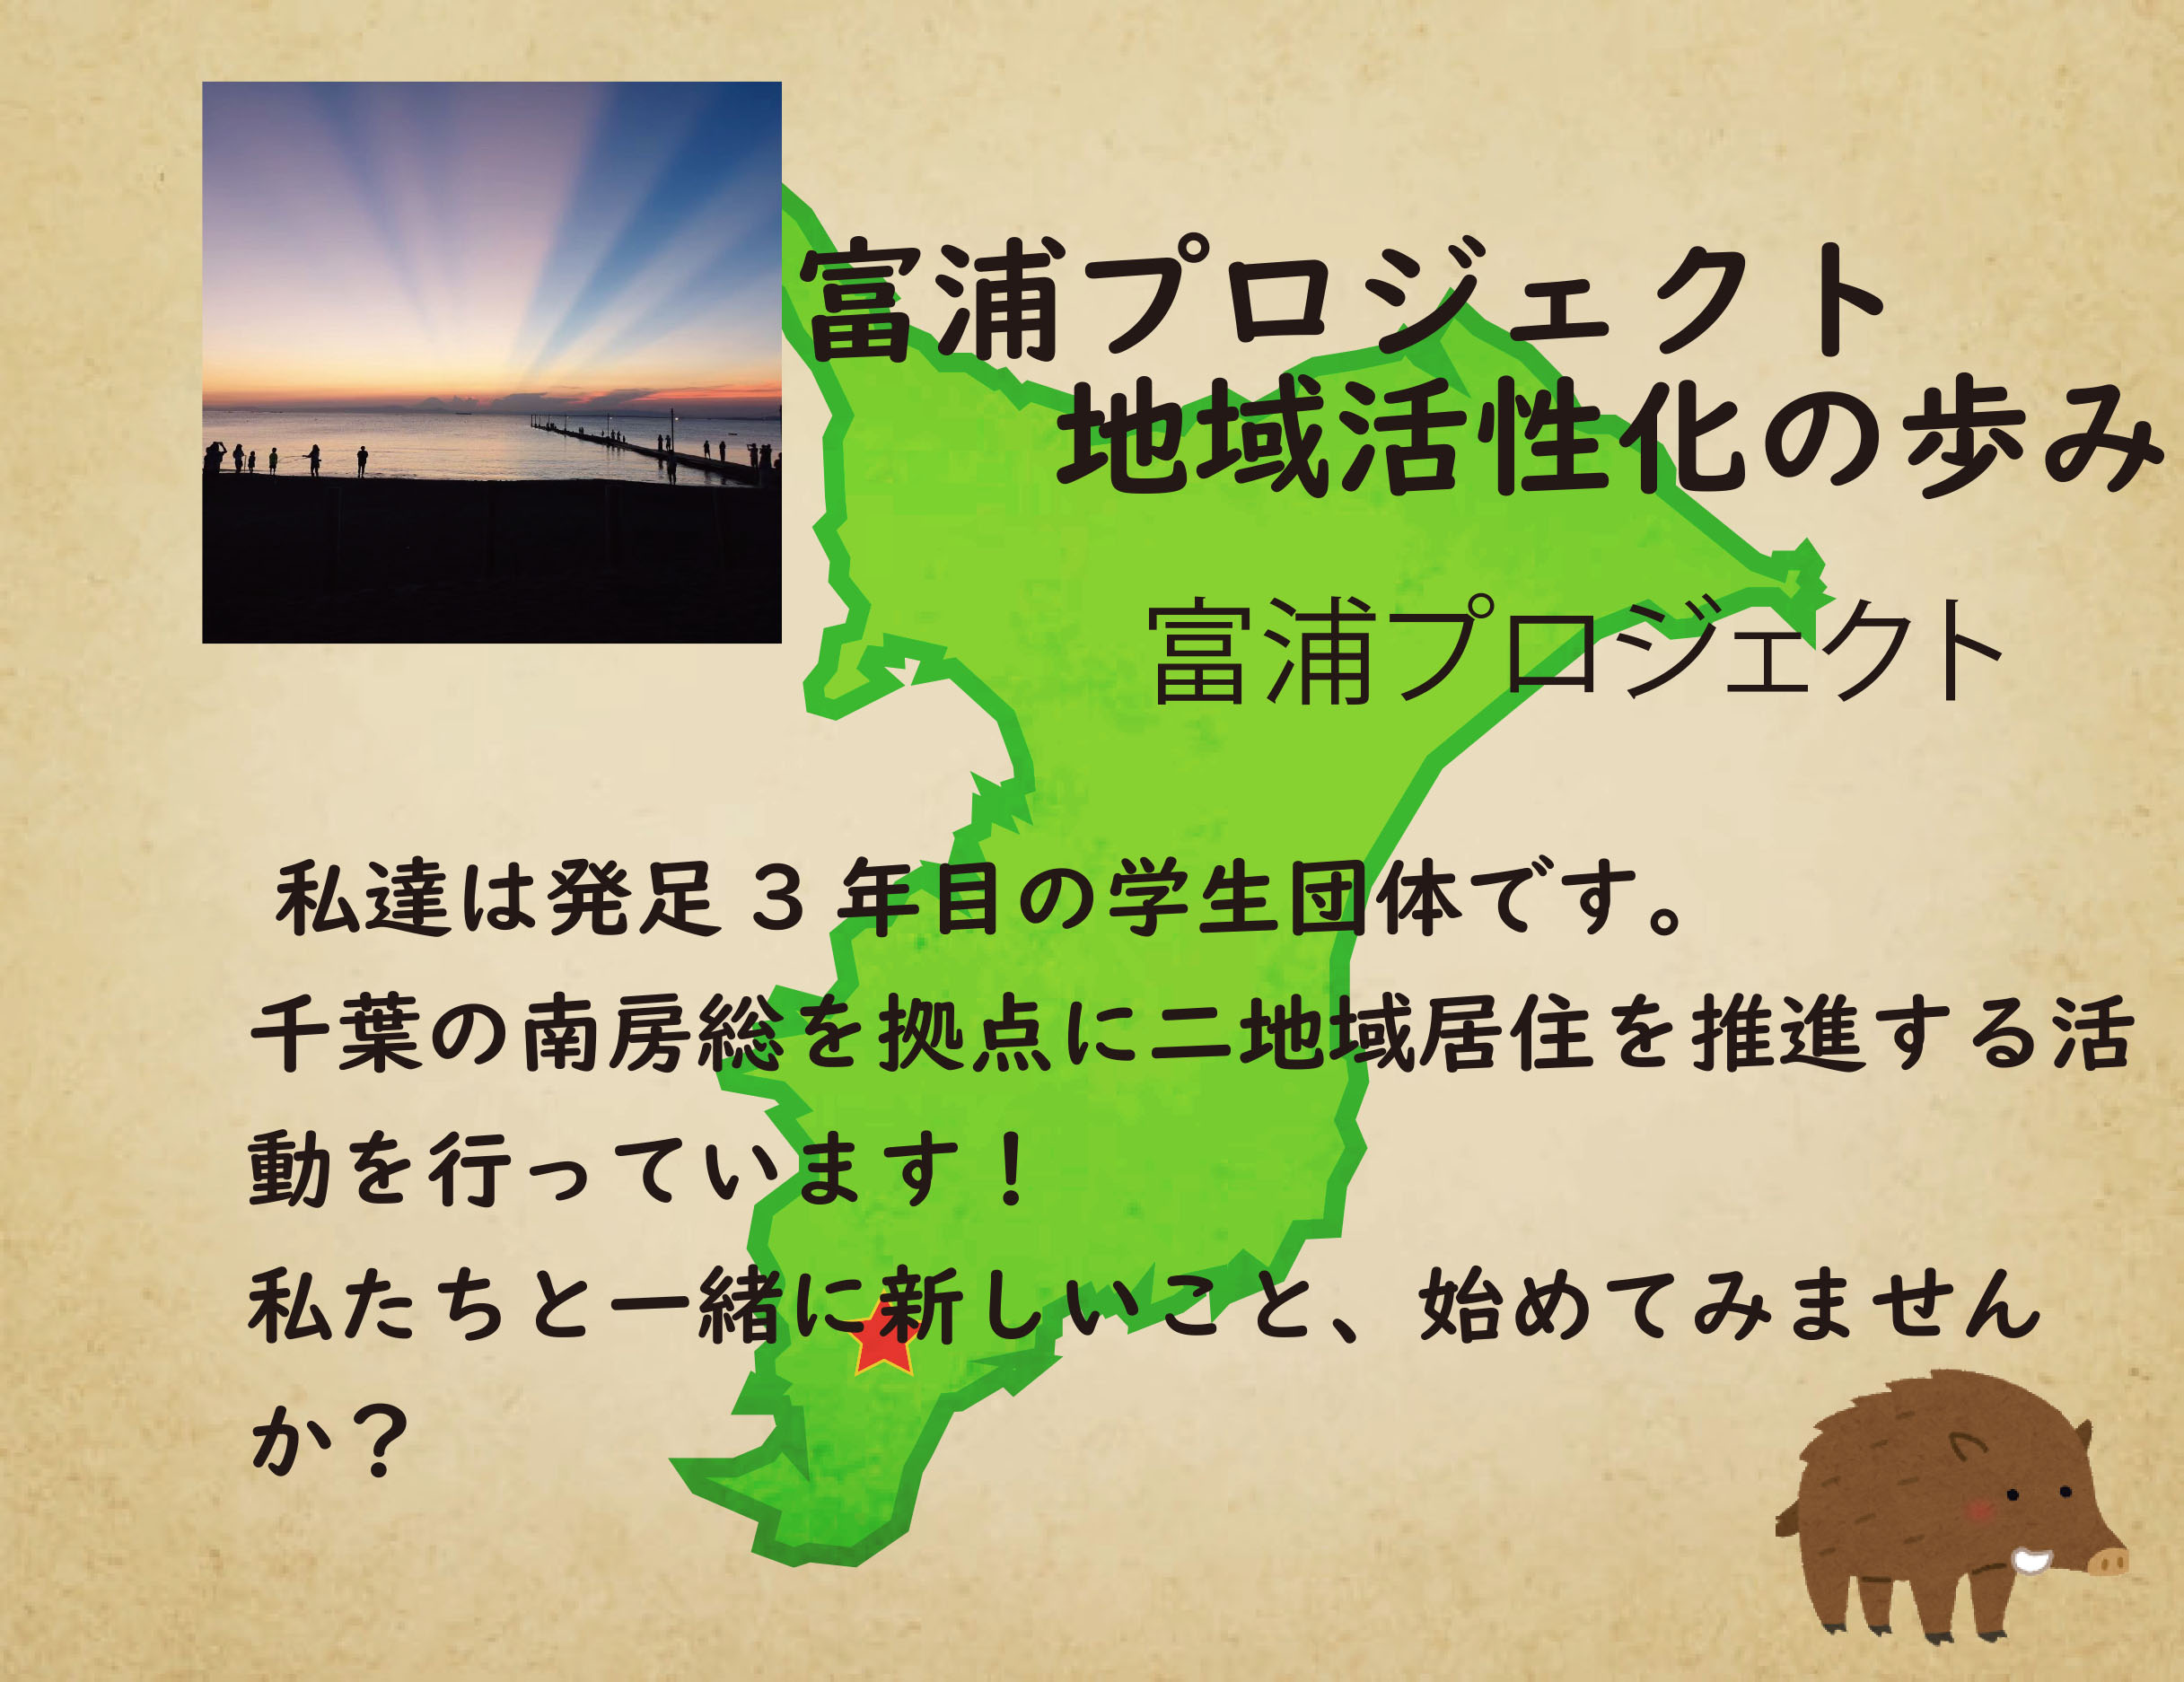 富浦プロジェクト
地域活性化の歩み
富浦プロジェクト
私達は発足3年目の学生団体です。
千葉の南房総を拠点に二地域居住を推進する活
動を行っています！
私たちと一緒に新しいこと、始めてみません
か？